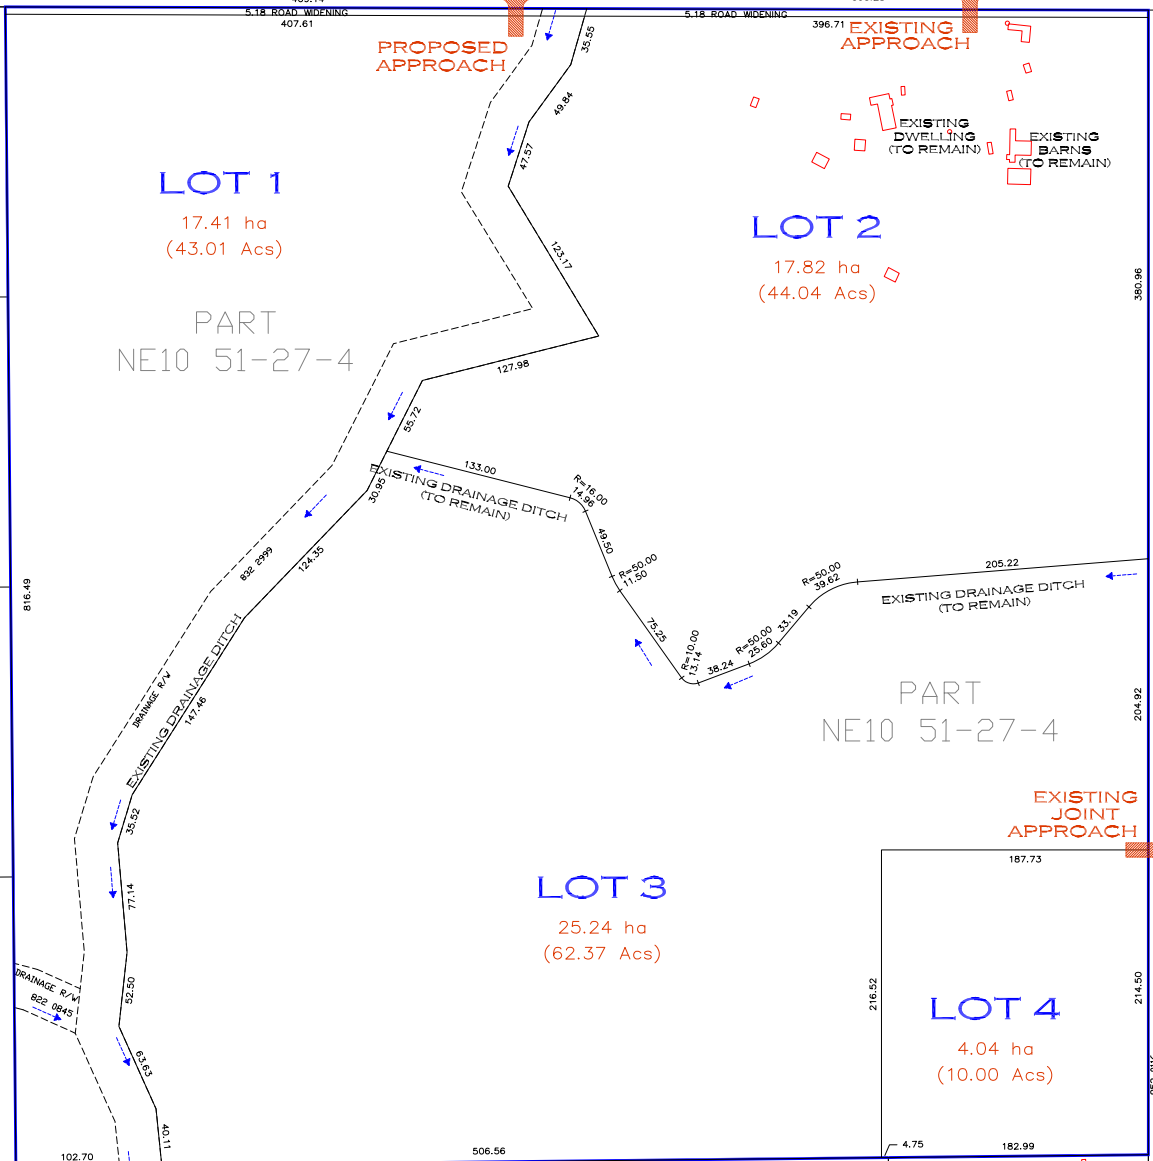 5.18 ROAD WIDENING
407.61
5.18 ROAD WIDENING
396.71
PROPOSED
APPROACH
EXISTING
APPROACH
35.55
49.84
47.57
EXISTING
DWELLING
(TO REMAIN)
EXISTING
BARNS
(TO REMAIN)
LOT 1
17.41 ha
(43.01 Acs)
LOT 2
17.82 ha
(44.04 Acs)
123.17
380.96
PART
NE10 51-27-4
127.98
55.72
133.00
EXISTING DRAINAGE DITCH
(TO REMAIN)
30.95
R=16.00
14.96
49.50
R=50.00
11.50
124.35
832 2999
816.49
R=50.00
39.62
205.22
EXISTING DRAINAGE DITCH
(TO REMAIN)
33.19
R=50.00
25.60
38.24
R=10.00
13.14
75.25
DRAINAGE R/W
EXISTING DRAINAGE DITCH
147.46
PART
NE10 51-27-4
204.92
35.52
EXISTING
JOINT
APPROACH
187.73
77.14
LOT 3
25.24 ha
(62.37 Acs)
DRAINAGE R/W
822 0845
52.50
216.52
214.50
LOT 4
4.04 ha
(10.00 Acs)
63.63
40.11
102.70
506.56
4.75
182.99